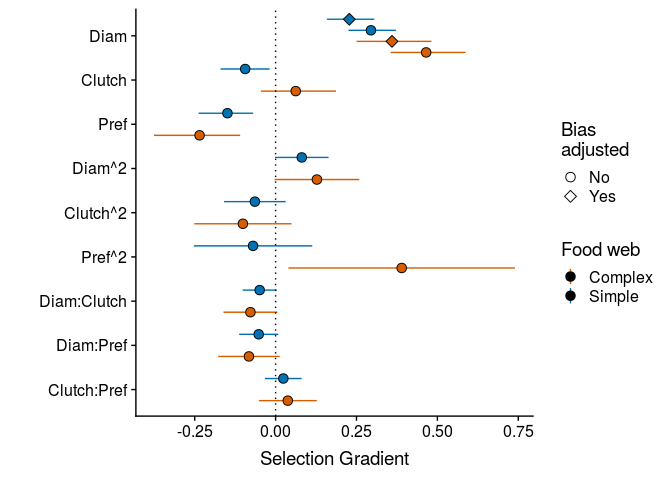 Diam
Clutch
Pref
Diam^2
Clutch^2
Pref^2
Diam:Clutch
Diam:Pref
Clutch:Pref
-0.25
0.00
0.25
0.50
0.75
Selection Gradient
Bias
adjusted
No
Yes
Food web
Complex
Simple